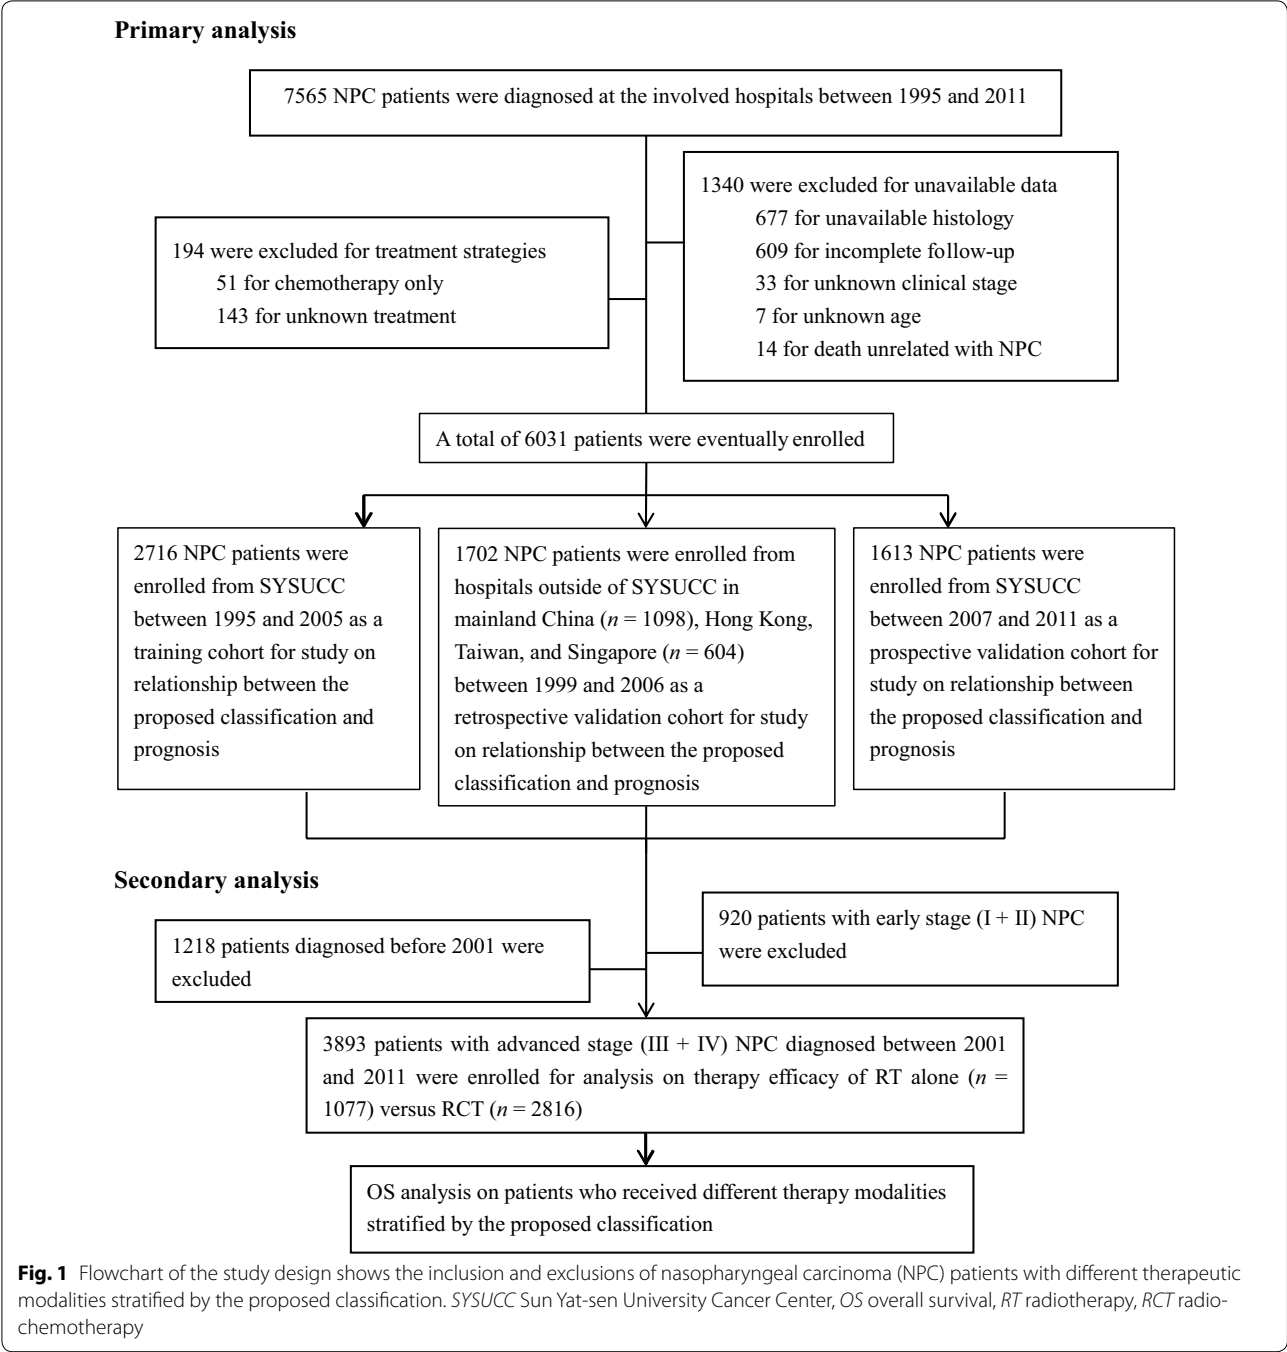 Primary analysis
7565 NPC patients were diagnosed at the involved hospitals between 1995 and 2011
1340 were excluded for unavailable data
677 for unavailable histology
609 for incomplete follow-up
33 for unknown clinical stage
7 for unknown age
14 for death unrelated with NPC
194 were excluded for treatment strategies
51 for chemotherapy only
143 for unknown treatment
A total of 6031 patients were eventually enrolled
2716 NPC patients were
enrolled from SYSUCC
between 1995 and 2005 as a
training cohort for study on
relationship between the
proposed classification and
prognosis
1702 NPC patients were enrolled from
hospitals outside of SYSUCC in
mainland China (n = 1098), Hong Kong,
Taiwan, and Singapore (n = 604)
between 1999 and 2006 as a
retrospective validation cohort for study
on relationship between the proposed
classification and prognosis
1613 NPC patients were
enrolled from SYSUCC
between 2007 and 2011 as a
prospective validation cohort for
study on relationship between
the proposed classification and
prognosis
Secondary analysis
920 patients with early stage (I + II) NPC
were excluded
1218 patients diagnosed before 2001 were
excluded
3893 patients with advanced stage (III + IV) NPC diagnosed between 2001
and 2011 were enrolled for analysis on therapy efficacy of RT alone (n =
1077) versus RCT (n = 2816)
OS analysis on patients who received different therapy modalities
stratified by the proposed classification
Fig. 1 Flowchart of the study design shows the inclusion and exclusions of nasopharyngeal carcinoma (NPC) patients with different therapeutic
modalities stratified by the proposed classification. SYSUCC Sun Yat-sen University Cancer Center, OS overall survival, RT radiotherapy, RCT radio-
chemotherapy